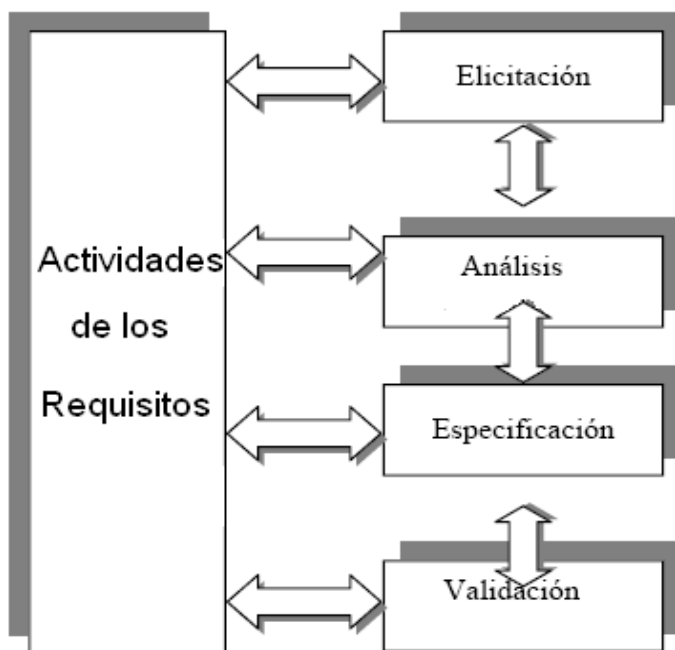 Actividades
de los
Requisitos
Elicitación
Análisis
Especificación
Validación